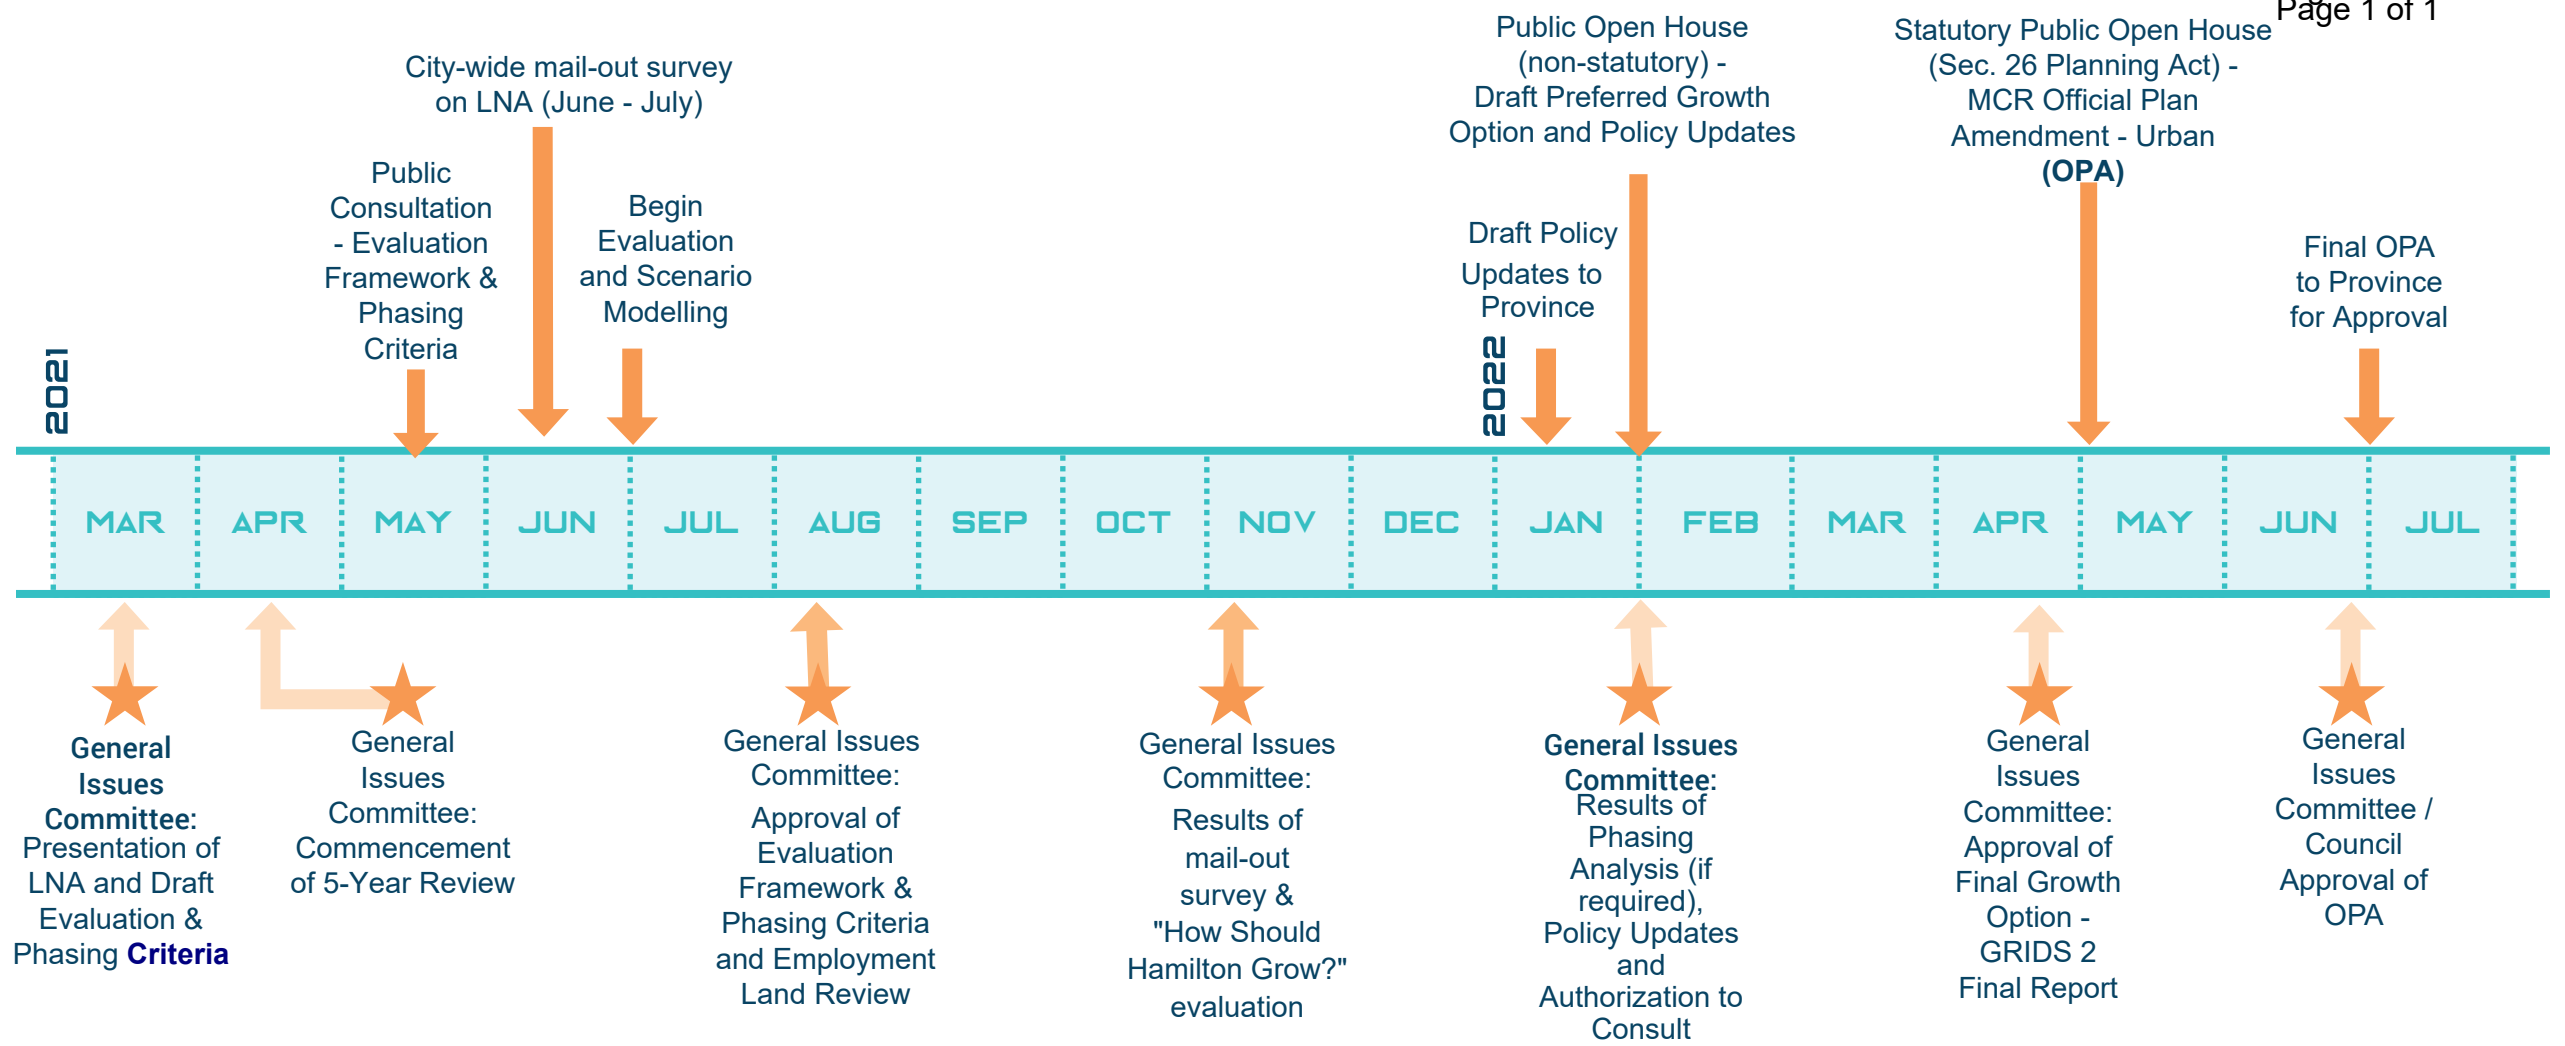 Page 1 of 1
City-wide mail-out survey
on LNA (June - July)
Public
Consultation
- Evaluation
Framework &
Phasing
Criteria
Begin
Evaluation
and Scenario
Modelling
Public Open House
(non-statutory) -
Draft Preferred Growth
Option and Policy Updates
Draft Policy
Updates to
Province
Statutory Public Open House
(Sec. 26 Planning Act) -
MCR Official Plan
Amendment - Urban
(OPA)
Final OPA
to Province
for Approval
2021
2022
MAR APR MAY JUN JUL AUG SEP OCT NOV DEC JAN FEB MAR APR MAY JUN JUL
General
Issues
Committee:
Presentation of
LNA and Draft
Evaluation &
Phasing Criteria
General
Issues
Committee:
Commencement
of 5-Year Review
General Issues
Committee:
Approval of
Evaluation
Framework &
Phasing Criteria
and Employment
Land Review
General Issues
Committee:
Results of
mail-out
survey &
"How Should
Hamilton Grow?"
evaluation
General Issues
Committee:
Results of
Phasing
Analysis (if
required),
Policy Updates
and
Authorization to
Consult
General
Issues
Committee:
Approval of
Final Growth
Option -
GRIDS 2
Final Report
General
Issues
Committee /
Council
Approval of
OPA